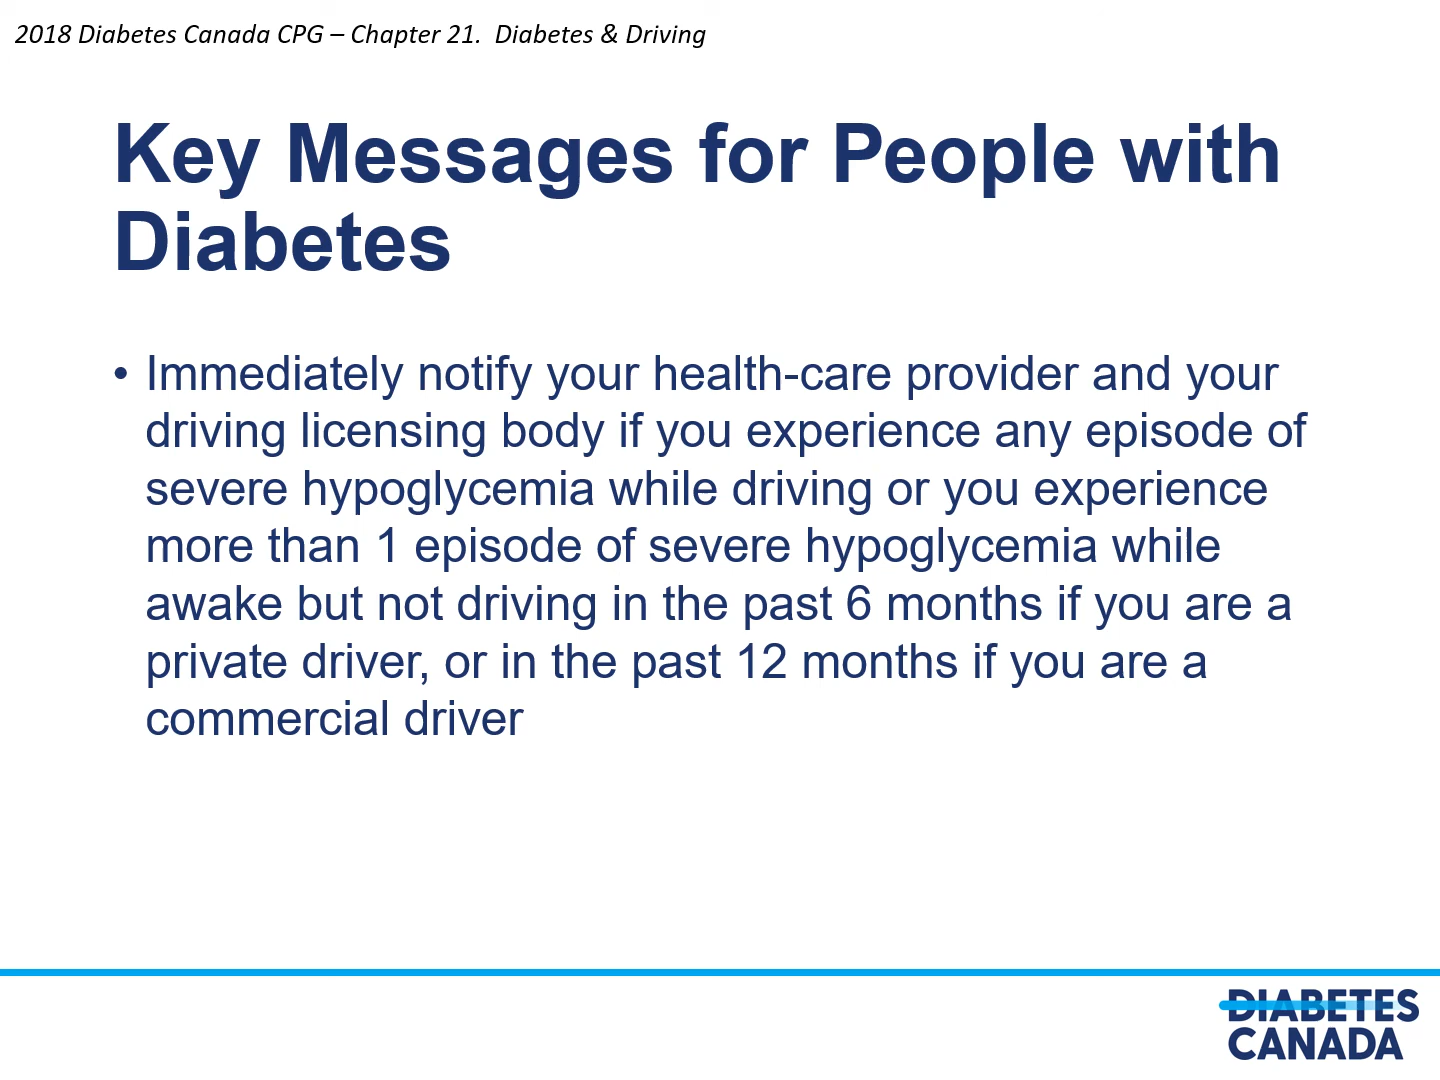 2018 Diabetes Canada CPG – Chapter 21.  Diabetes & Driving
Key Messages for People with
Diabetes
• Immediately notify your health-care provider and your
driving licensing body if you experience any episode of
severe hypoglycemia while driving or you experience
more than 1 episode of severe hypoglycemia while
awake but not driving in the past 6 months if you are a
private driver, or in the past 12 months if you are a
commercial driver
DIABETES
CANADA